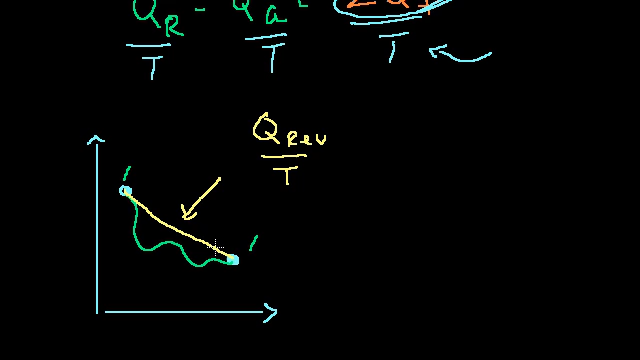 Q_R - Q_a -
T T T
Q_Rev
T